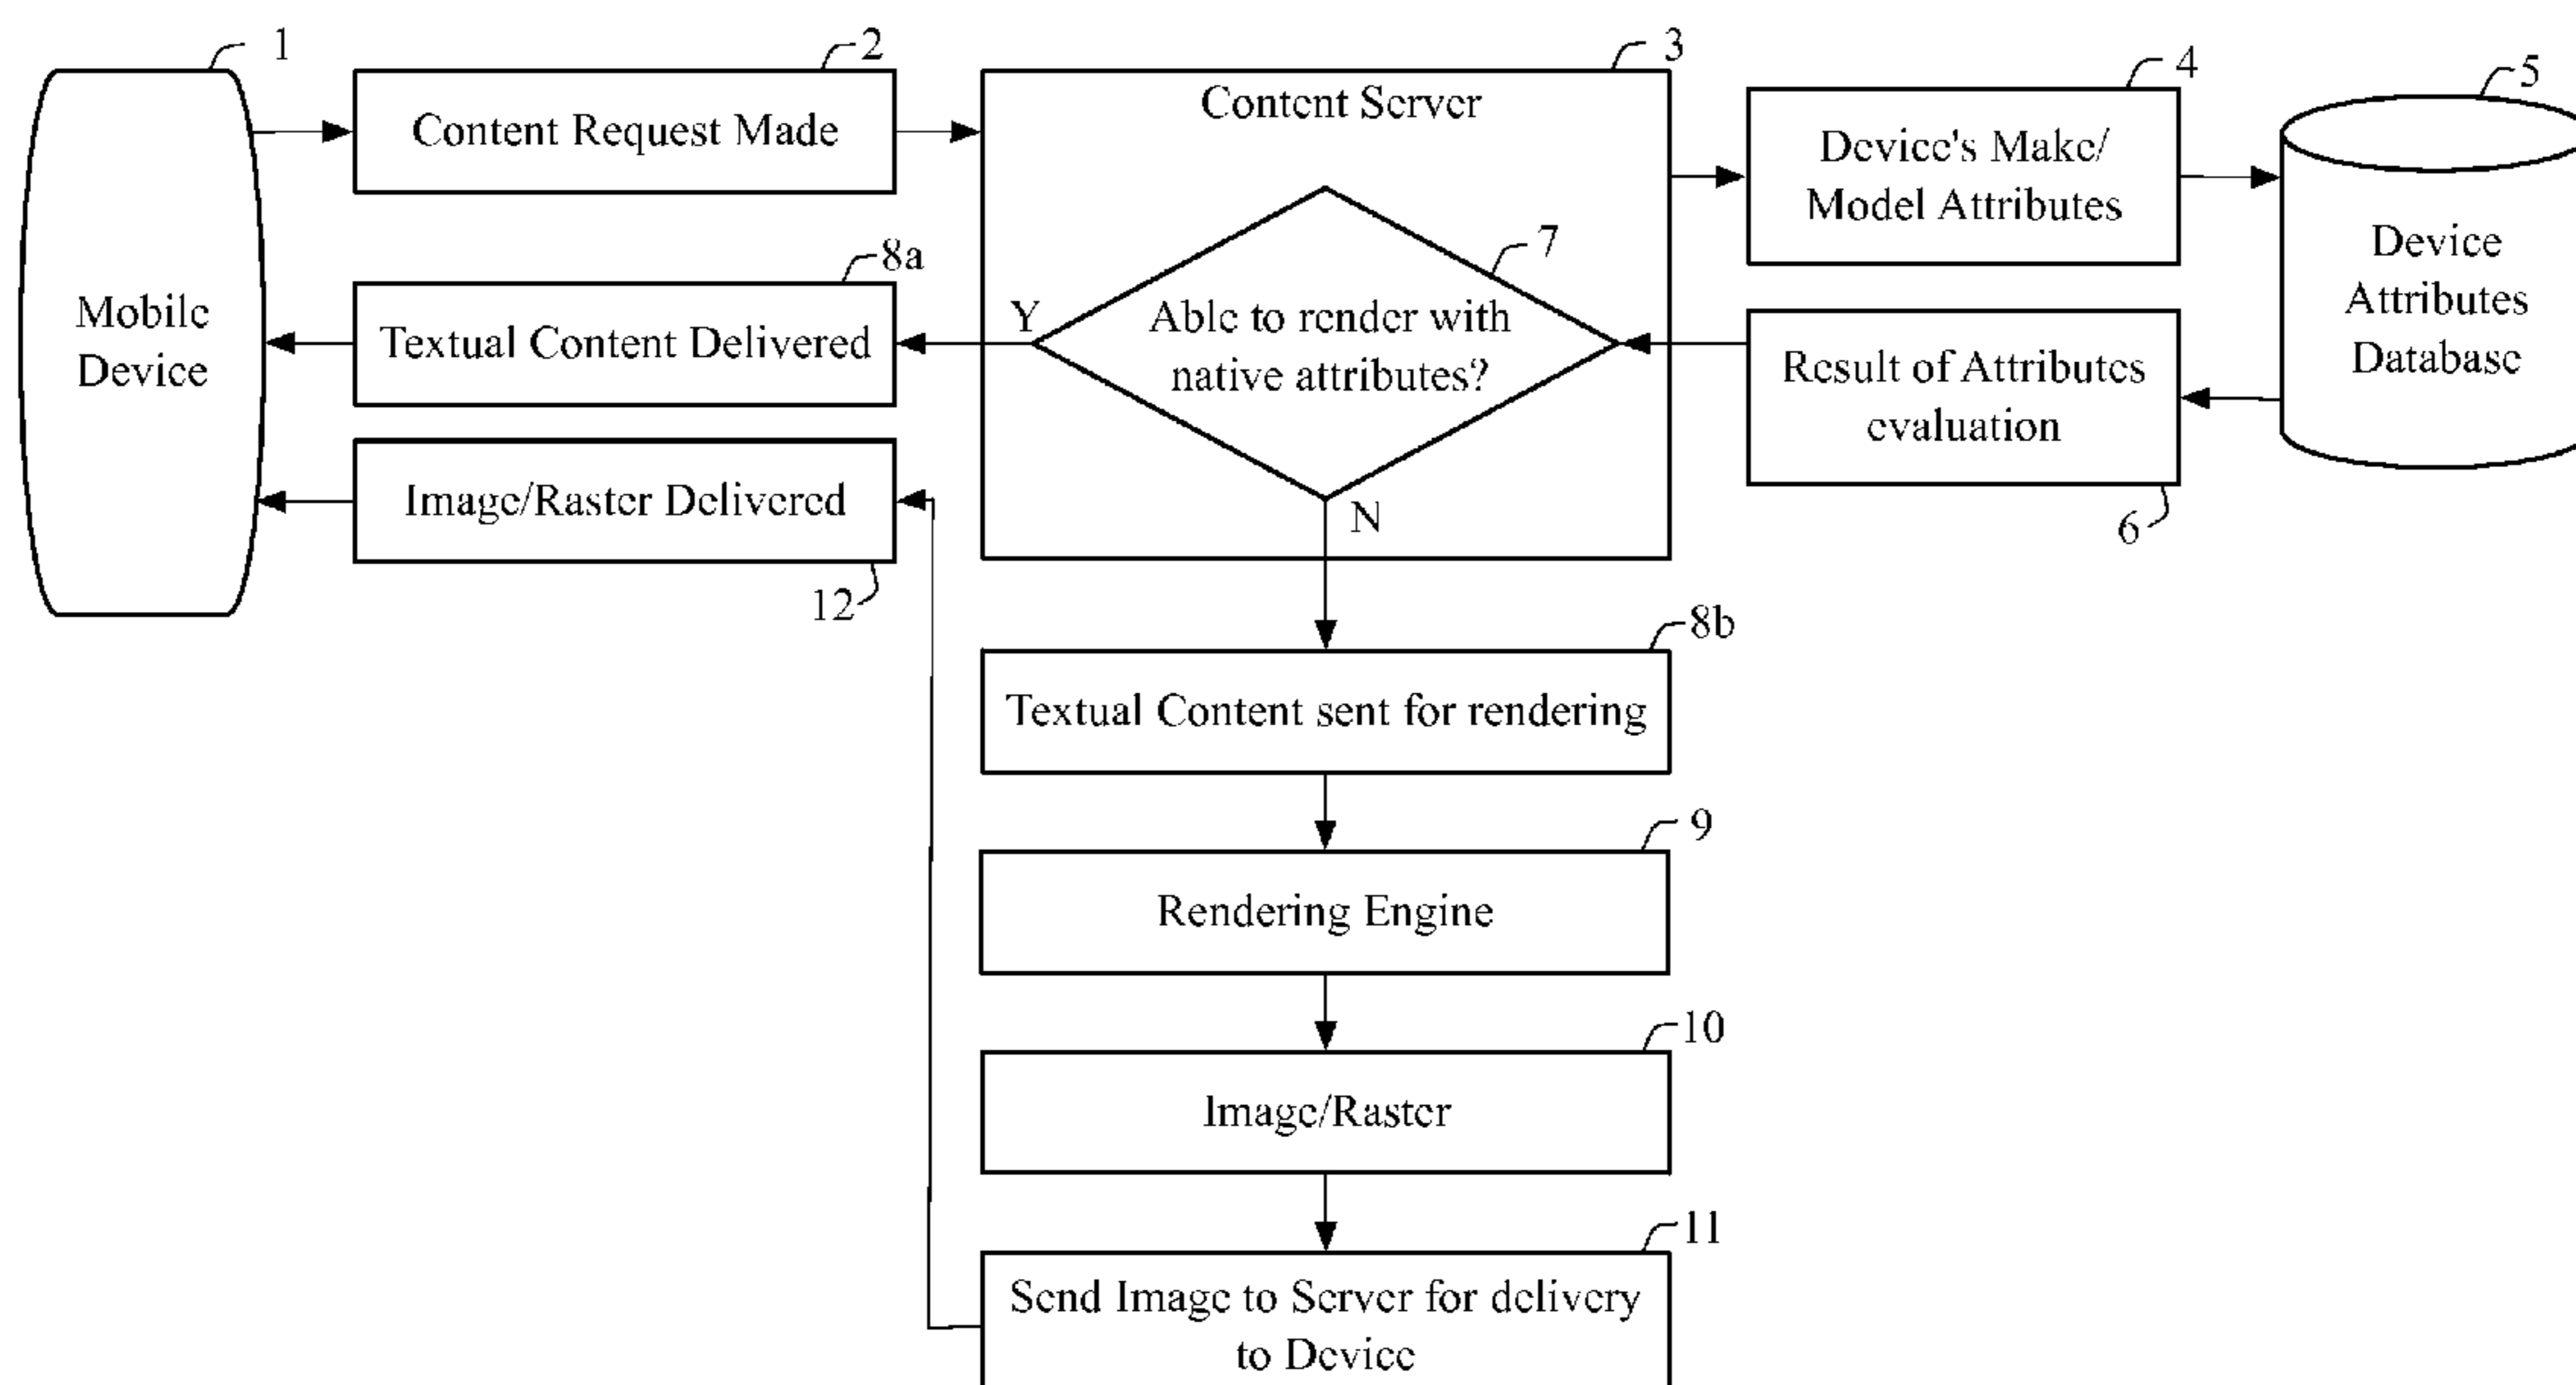 1
2
3
4
5
Mobile
Device
Content Request Made
Content Server
Device's Make/
Model Attributes
Device
Attributes
Database
8a
7
Textual Content Delivered
Y
Able to render with
native attributes?
N
Result of Attributes
evaluation
6
Image/Raster Delivered
12
8b
Textual Content sent for rendering
9
Rendering Engine
10
Image/Raster
11
Send Image to Server for delivery
to Device